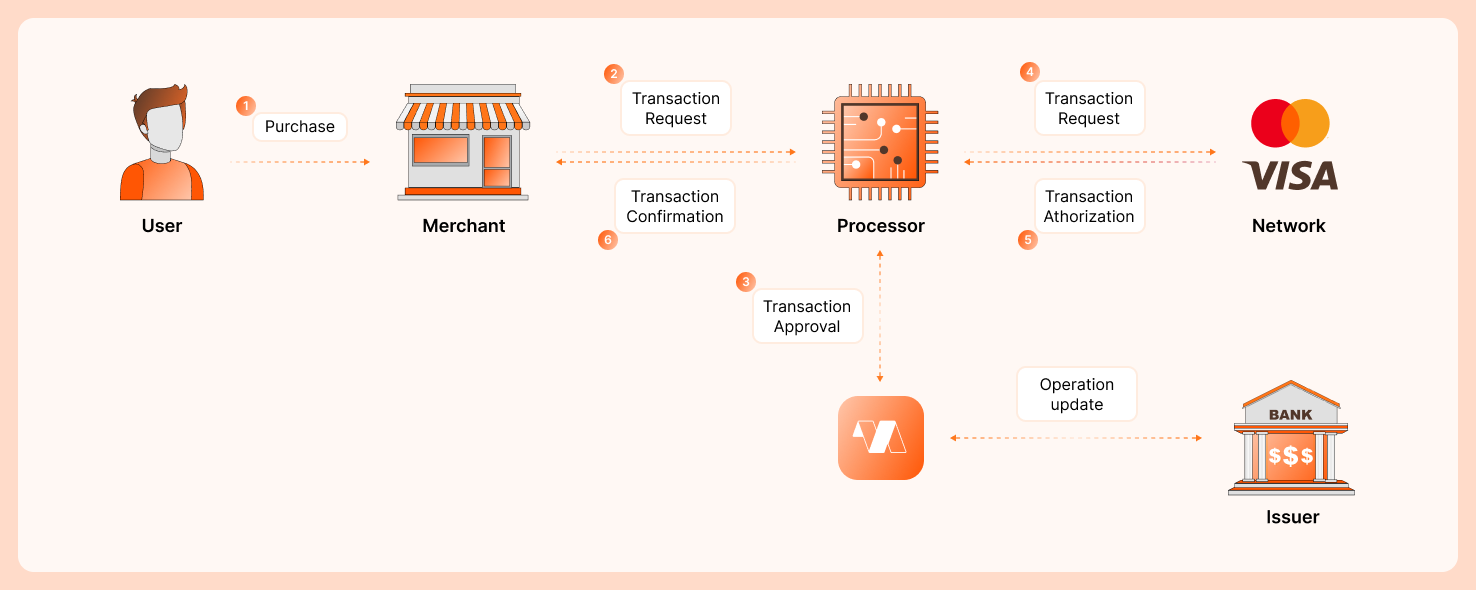 1
Purchase
2
Transaction
Request
4
Transaction
Request
VISA
Transaction
Confirmation
6
Transaction
Athorization
5
User
Merchant
Processor
Network
3
Transaction
Approval
Operation
update
BANK
$$$
Issuer